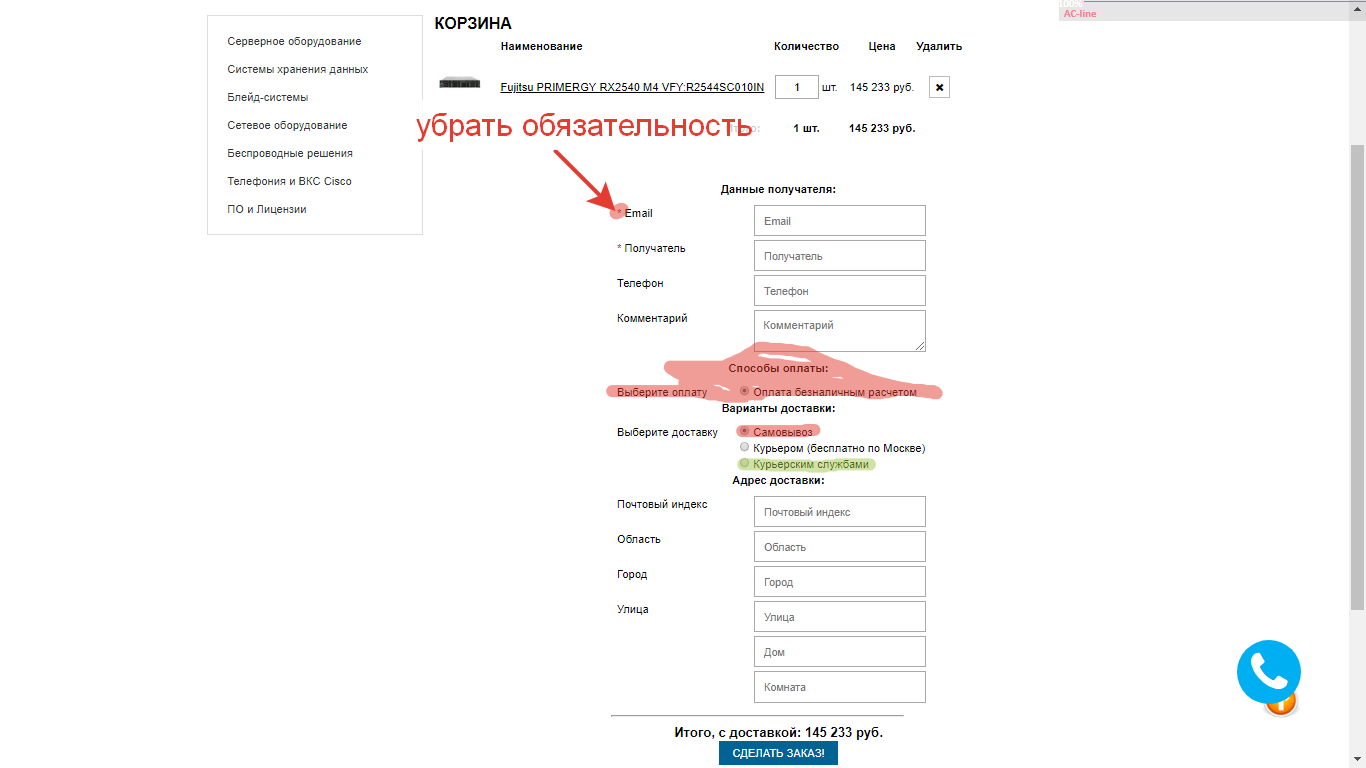 100%
AC-line
Серверное оборудование
Системы хранения данных
Блейд-системы
Сетевое оборудование
Беспроводные решения
Телефония и ВКС Cisco
ПО и Лицензии
КОРЗИНА
Наименование Количество Цена Удалить
Fujitsu PRIMERGY RX2540 M4 VFY:R2544SC010IN 1 шт. 145 233 руб. ✖
убрать обязательность
Итого: 1 шт. 145 233 руб.
Данные получателя:
* Email Email
* Получатель Получатель
Телефон Телефон
Комментарий Комментарий
Способы оплаты:
Выберите оплату Оплата безналичным расчетом
Варианты доставки:
Выберите доставку Самовывоз
Курьером (бесплатно по Москве)
Курьерским службами
Адрес доставки:
Почтовый индекс Почтовый индекс
Область Область
Город Город
Улица Улица
Дом
Комната
Итого, с доставкой: 145 233 руб.
СДЕЛАТЬ ЗАКАЗ!